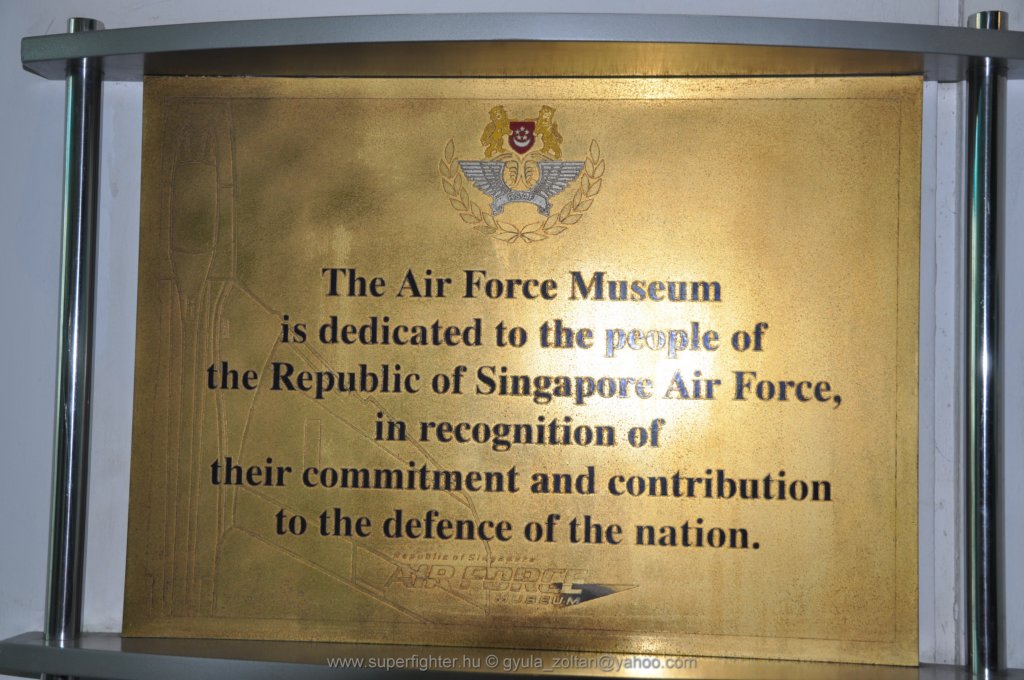 The Air Force Museum
is dedicated to the people of
the Republic of Singapore Air Force,
in recognition of
their commitment and contribution
to the defence of the nation.
Republic of Singapore
AIR FORCE
MUSEUM
www.superfighter.hu © gyula_zoltan@yahoo.com